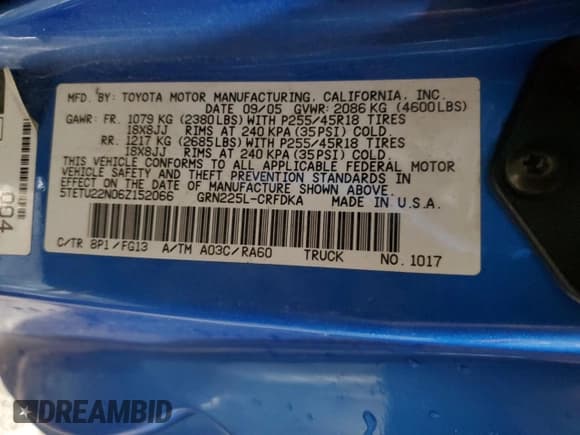 MFD. BY: TOYOTA MOTOR MANUFACTURING, CALIFORNIA, INC.
DATE 09/05 GVWR: 2086 KG (4600LBS)
GAWR: FR. 1079 KG (2380LBS) WITH P255/45R18 TIRES
18X8JJ RIMS AT 240 KPA (35PSI) COLD.
RR. 1217 KG (2685LBS) WITH P255/45R18 TIRES
18X8JJ RIMS AT 240 KPA (35PSI) COLD.
THIS VEHICLE CONFORMS TO ALL APPLICABLE FEDERAL MOTOR
VEHICLE SAFETY AND THEFT PREVENTION STANDARDS IN
EFFECT ON THE DATE OF MANUFACTURE SHOWN ABOVE.
5TETU22N06Z152066 GRN225L-CRFDKA MADE IN U.S.A.
C/TR 8P1 /FG13 A/TM A03C/RA60 TRUCK NO. 1017
004
DREAMBID